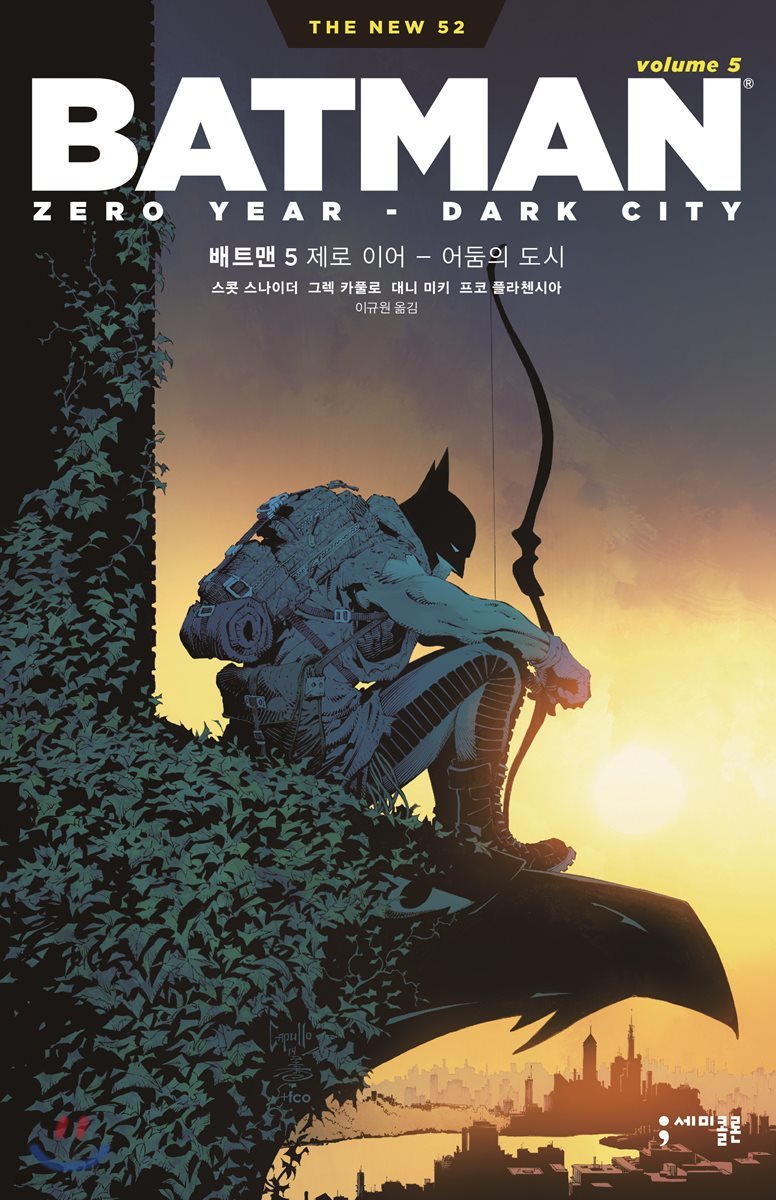 THE NEW 52
volume 5
BATMAN®
ZERO YEAR - DARK CITY
배트맨 5 제로 이어 – 어둠의 도시
스콧 스나이더 그렉 카풀로 대니 미키 프코 플라첸시아
이규원 옮김
Capullo
+fco
;세미콜론